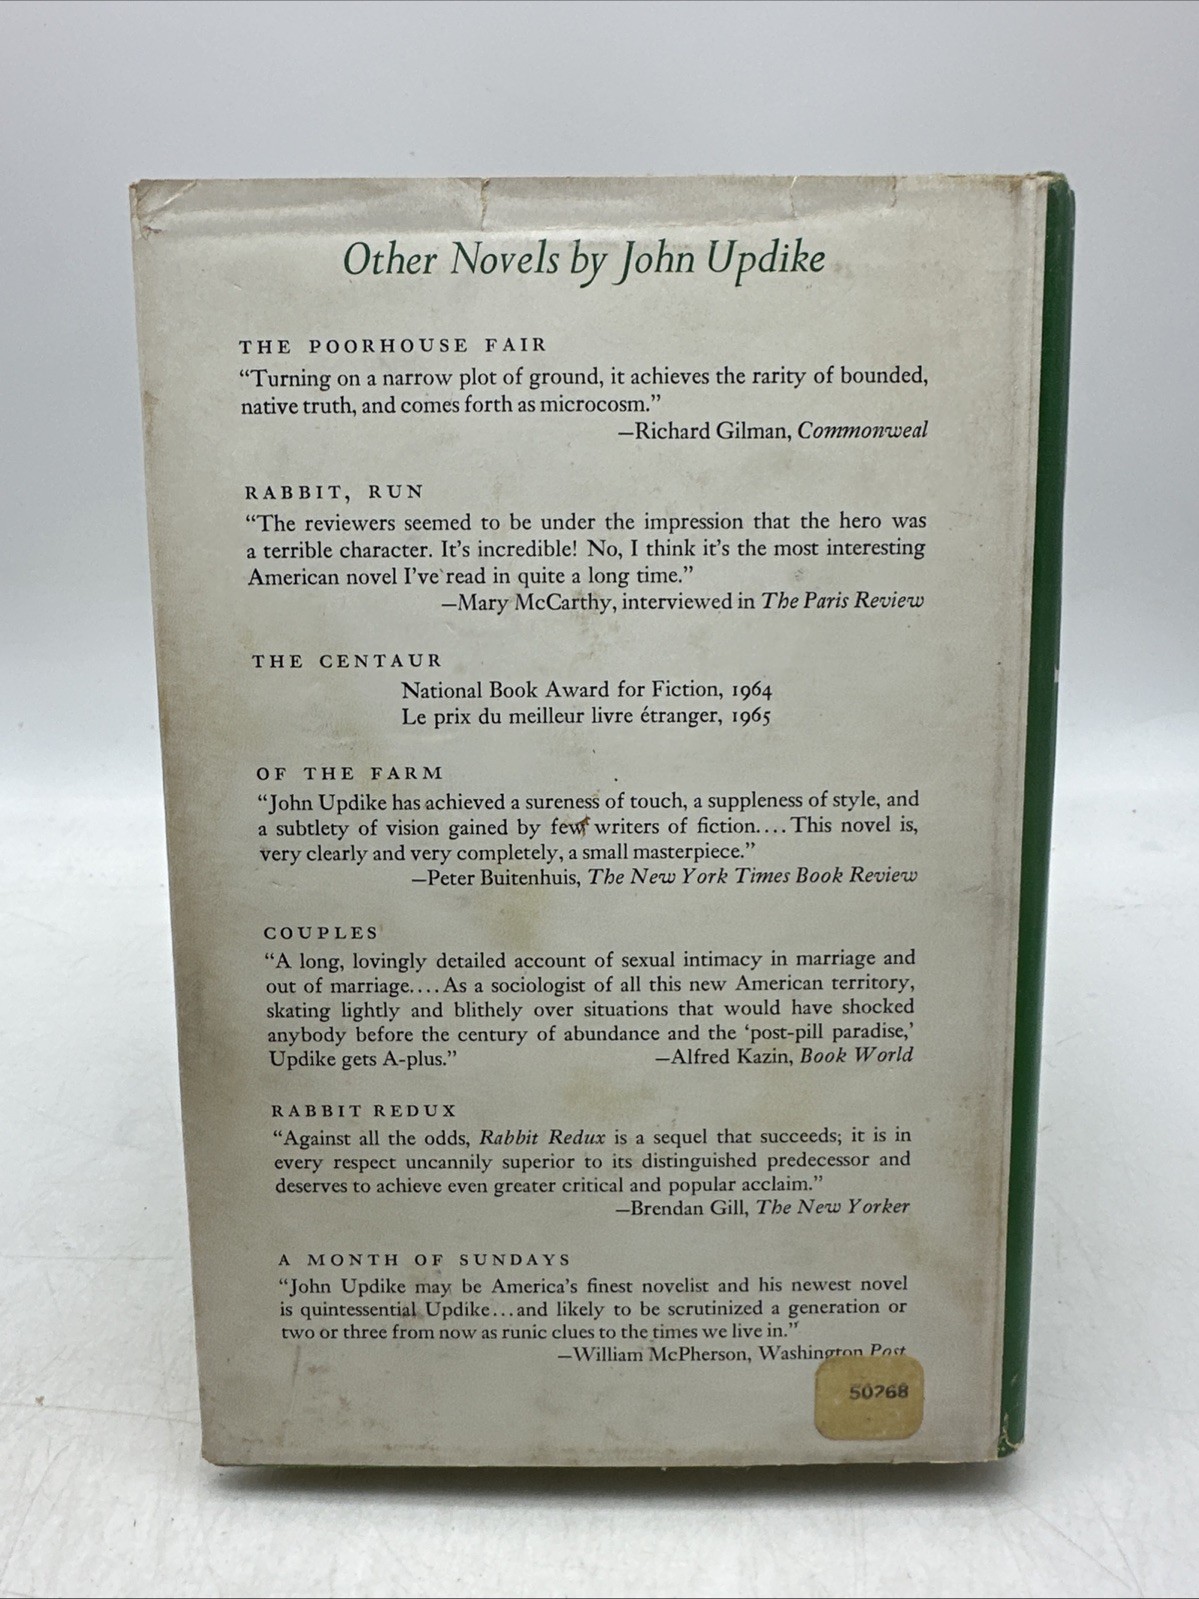 Other Novels by John Updike
THE POORHOUSE FAIR
“Turning on a narrow plot of ground, it achieves the rarity of bounded,
native truth, and comes forth as microcosm.”
—Richard Gilman, Commonweal
RABBIT, RUN
“The reviewers seemed to be under the impression that the hero was
a terrible character. It’s incredible! No, I think it’s the most interesting
American novel I’ve read in quite a long time.”
—Mary McCarthy, interviewed in The Paris Review
THE CENTAUR
National Book Award for Fiction, 1964
Le prix du meilleur livre étranger, 1965
OF THE FARM
“John Updike has achieved a sureness of touch, a suppleness of style, and
a subtlety of vision gained by few writers of fiction.... This novel is,
very clearly and very completely, a small masterpiece.”
—Peter Buitenhuis, The New York Times Book Review
COUPLES
“A long, lovingly detailed account of sexual intimacy in marriage and
out of marriage.... As a sociologist of all this new American territory,
skating lightly and blithely over situations that would have shocked
anybody before the century of abundance and the ‘post-pill paradise,’
Updike gets A-plus.” —Alfred Kazin, Book World
RABBIT REDUX
“Against all the odds, Rabbit Redux is a sequel that succeeds; it is in
every respect uncannily superior to its distinguished predecessor and
deserves to achieve even greater critical and popular acclaim.”
—Brendan Gill, The New Yorker
A MONTH OF SUNDAYS
“John Updike may be America’s finest novelist and his newest novel
is quintessential Updike...and likely to be scrutinized a generation or
two or three from now as runic clues to the times we live in.”
—William McPherson, Washington Post
50768